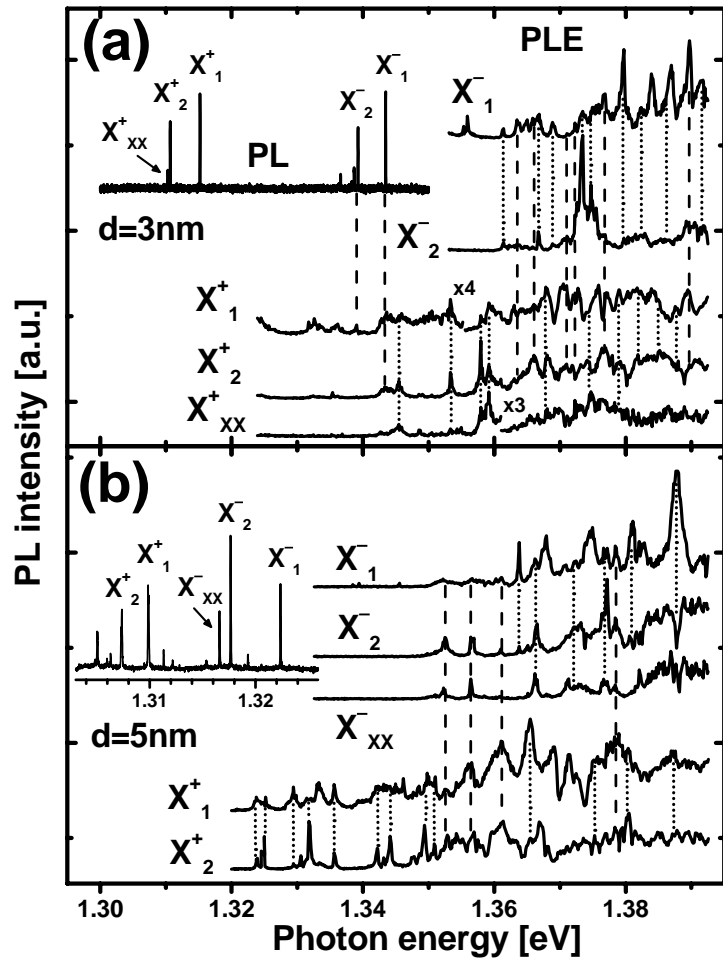 (a)
PLE
X⁺₁
X⁺₂
X⁺XX
X⁻₁
X⁻₂
X⁻₁
PL
d=3nm
X⁻₂
X⁺₁
x4
X⁺₂
X⁺XX
x3
PL intensity [a.u.]
(b)
X⁻₂
X⁺₁
X⁺₂
X⁻XX
X⁻₁
1.31 1.32
d=5nm
X⁻₁
X⁻₂
X⁻XX
X⁺₁
X⁺₂
1.30 1.32 1.34 1.36 1.38
Photon energy [eV]